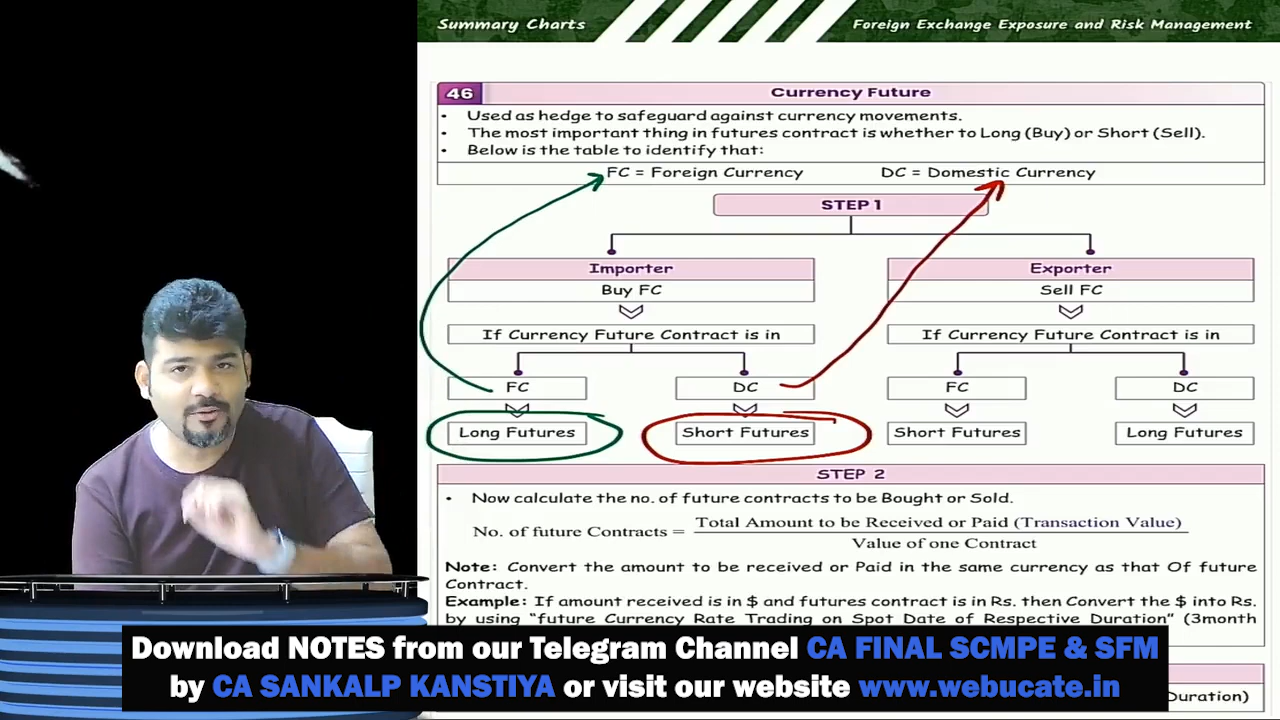 Summary Charts
Foreign Exchange Exposure and Risk Management
46
Currency Future
• Used as hedge to safeguard against currency movements.
• The most important thing in futures contract is whether to Long (Buy) or Short (Sell).
• Below is the table to identify that:
FC = Foreign Currency DC = Domestic Currency
STEP 1
Importer
Buy FC
If Currency Future Contract is in
FC
Long Futures
DC
Short Futures
Exporter
Sell FC
If Currency Future Contract is in
FC
Short Futures
DC
Long Futures
STEP 2
• Now calculate the no. of future contracts to be Bought or Sold.
No. of future Contracts = Total Amount to be Received or Paid (Transaction Value)
Value of one Contract
Note: Convert the amount to be received or Paid in the same currency as that Of future
Contract.
Example: If amount received is in $ and futures contract is in Rs. then Convert the $ into Rs.
by using “future Currency Rate Trading on Spot Date of Respective Duration” (3month
Duration)
Download NOTES from our Telegram Channel CA FINAL SCMPE & SFM
by CA SANKALP KANSTIYA or visit our website www.webucate.in